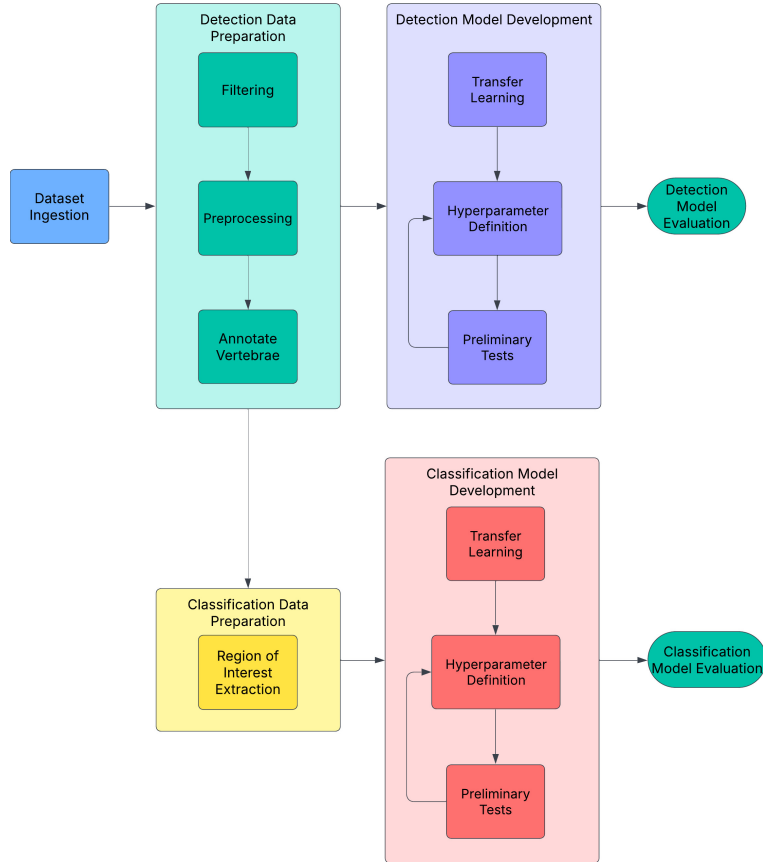 Dataset
Ingestion
Detection Data
Preparation
Filtering
Preprocessing
Annotate
Vertebrae
Detection Model Development
Transfer
Learning
Hyperparameter
Definition
Preliminary
Tests
Detection
Model
Evaluation
Classification Data
Preparation
Region of
Interest
Extraction
Classification Model
Development
Transfer
Learning
Hyperparameter
Definition
Preliminary
Tests
Classification
Model Evaluation